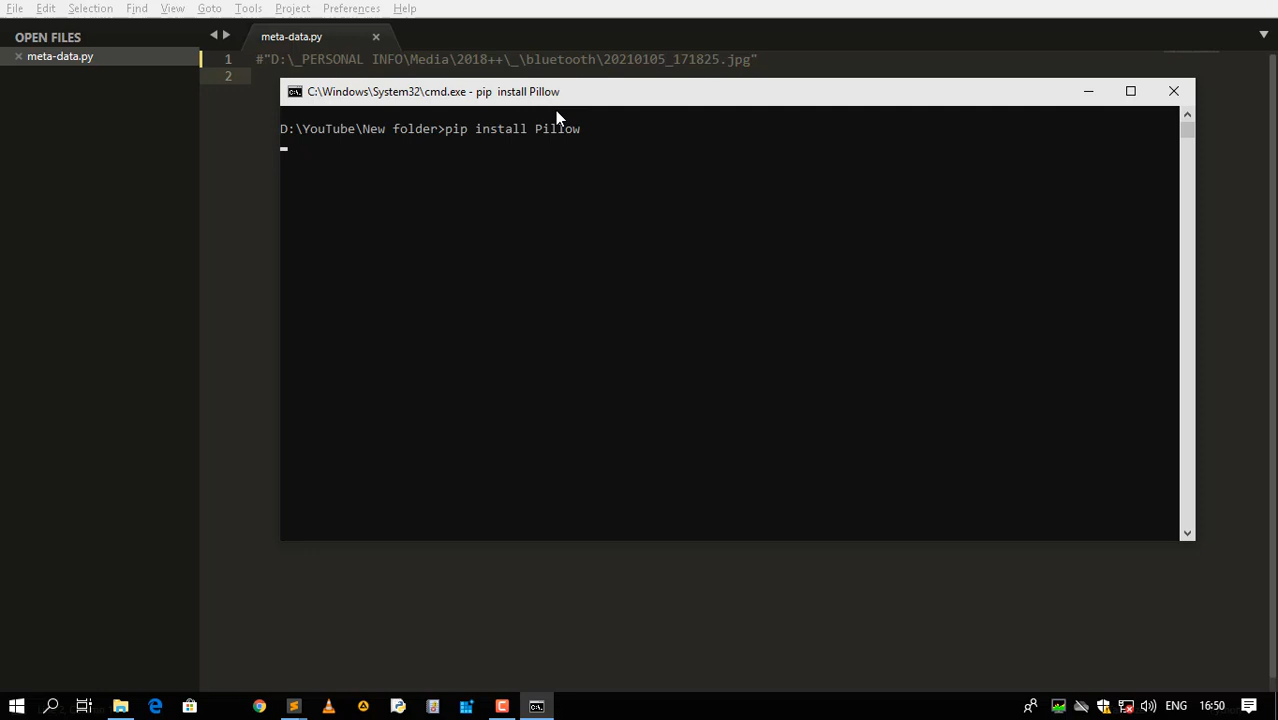 File Edit Selection Find View Goto Tools Project Preferences Help
OPEN FILES
meta-data.py
meta-data.py
1 #"D:\_PERSONAL INFO\Media\2018++\_\bluetooth\20210105_171825.jpg"
2
C:\Windows\System32\cmd.exe - pip install Pillow
D:\YouTube\New folder>pip install Pillow
ENG 16:50